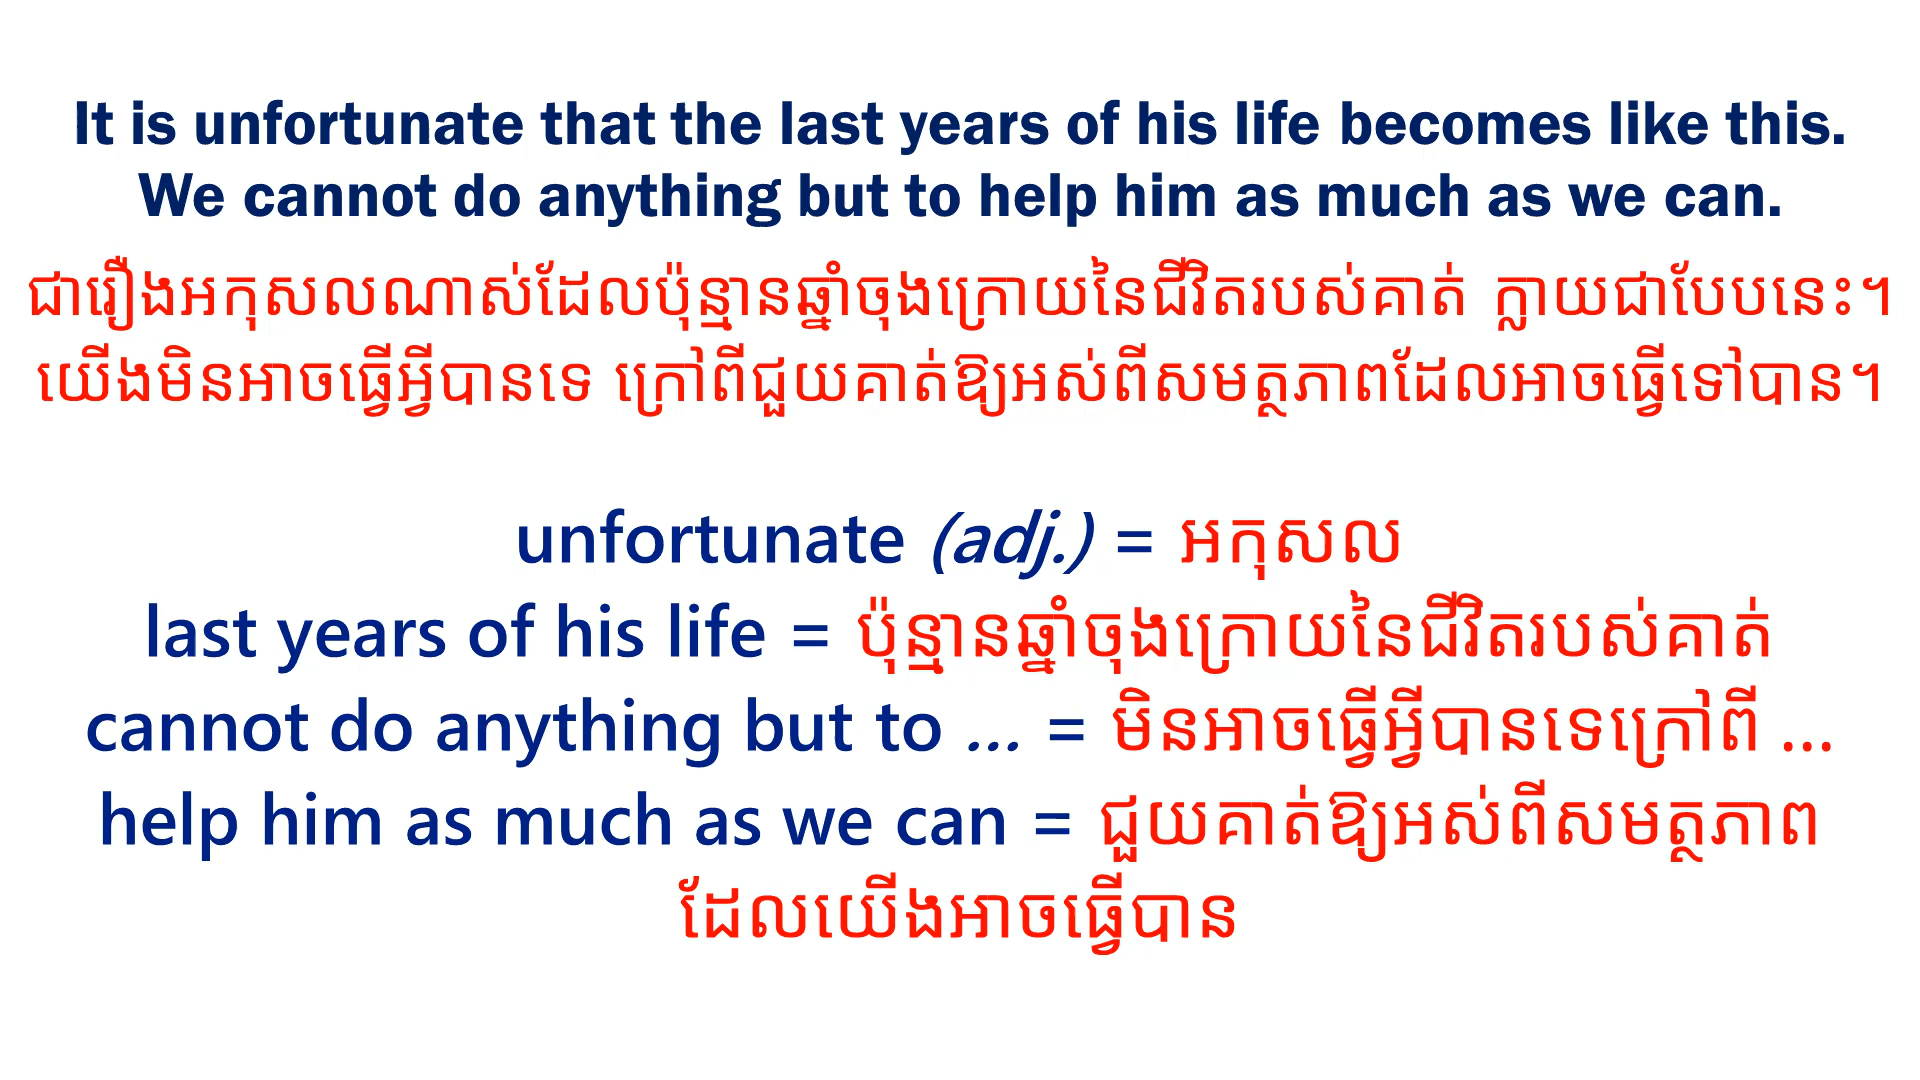 It is unfortunate that the last years of his life becomes like this.
We cannot do anything but to help him as much as we can.
ជារឿងអកុសលណាស់ដែលប៉ុន្មានឆ្នាំចុងក្រោយនៃជីវិតរបស់គាត់ ក្លាយជាបែបនេះ។
យើងមិនអាចធ្វើអ្វីបានទេ ក្រៅពីជួយគាត់ឱ្យអស់ពីសមត្ថភាពដែលអាចធ្វើទៅបាន។
unfortunate (adj.) = អកុសល
last years of his life = ប៉ុន្មានឆ្នាំចុងក្រោយនៃជីវិតរបស់គាត់
cannot do anything but to ... = មិនអាចធ្វើអ្វីបានទេក្រៅពី ...
help him as much as we can = ជួយគាត់ឱ្យអស់ពីសមត្ថភាព
ដែលយើងអាចធ្វើបាន